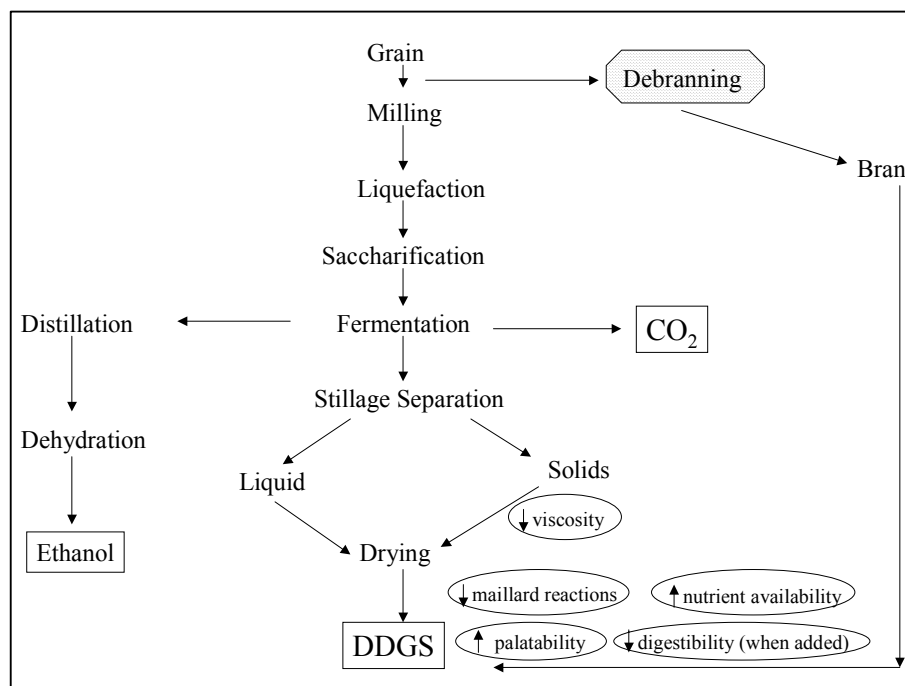 Grain
Debranning
Milling
Bran
Liquefaction
Saccharification
Distillation
Fermentation
CO₂
Stillage Separation
Dehydration
Liquid
Solids
↓ viscosity
Ethanol
Drying
↓ maillard reactions
↑ nutrient availability
DDGS
↑ palatability
↓ digestibility (when added)